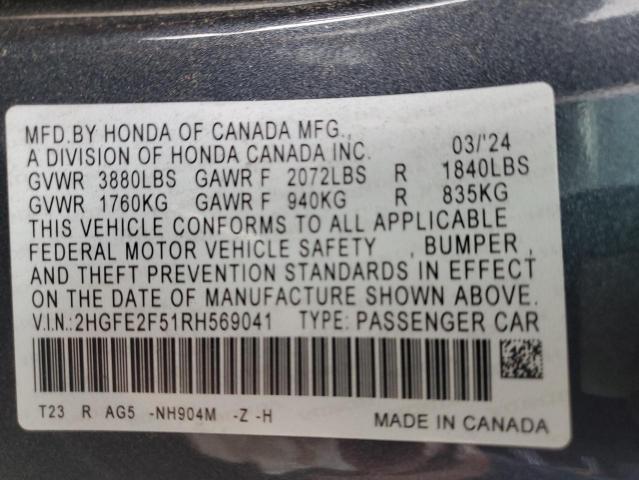 MFD.BY HONDA OF CANADA MFG., 03/'24
A DIVISION OF HONDA CANADA INC.
GVWR 3880LBS GAWR F 2072LBS R 1840LBS
GVWR 1760KG GAWR F 940KG R 835KG
THIS VEHICLE CONFORMS TO ALL APPLICABLE
FEDERAL MOTOR VEHICLE SAFETY , BUMPER ,
AND THEFT PREVENTION STANDARDS IN EFFECT
ON THE DATE OF MANUFACTURE SHOWN ABOVE.
V.I.N.:2HGFE2F51RH569041 TYPE: PASSENGER CAR
T23 R AG5 -NH904M -Z -H MADE IN CANADA